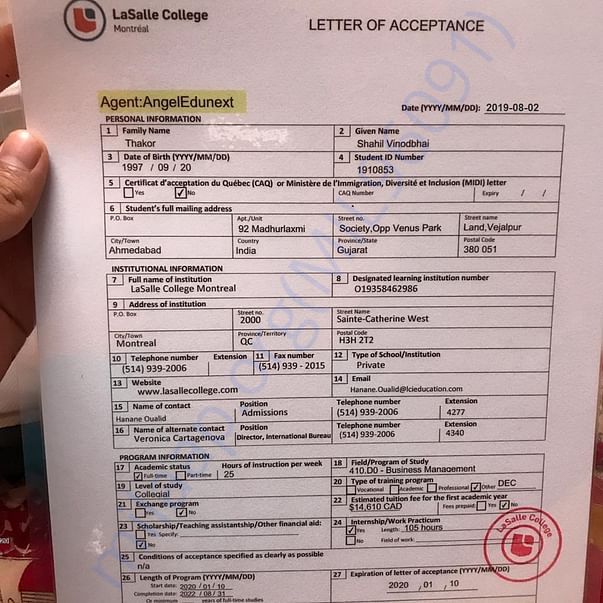 LaSalle College
Montréal
LETTER OF ACCEPTANCE
Agent:AngelEdunext
Date (YYYY/MM/DD): 2019-08-02
PERSONAL INFORMATION
1 Family Name 2 Given Name
Thakor Shahil Vinodbhai
3 Date of Birth (YYYY/MM/DD) 4 Student ID Number
1997 / 09 / 20 1910853
5 Certificat d'acceptation du Québec (CAQ) or Ministère de l'Immigration, Diversité et Inclusion (MIDI) letter
Yes No CAQ Number Expiry / /
6 Student's full mailing address
P.O. Box Apt./Unit Street no. Street name
92 Madhurlaxmi Society,Opp Venus Park Land,Vejalpur
City/Town Country Province/State Postal Code
Ahmedabad India Gujarat 380 051
INSTITUTIONAL INFORMATION
7 Full name of institution 8 Designated learning institution number
LaSalle College Montreal O19358462986
9 Address of institution
P.O. Box Street no. Street Name
2000 Sainte-Catherine West
City/Town Province/Territory Postal Code
Montreal QC H3H 2T2
10 Telephone number Extension 11 Fax number 12 Type of School/Institution
(514) 939-2006 (514) 939 - 2015 Private
13 Website 14 Email
www.lasallecollege.com Hanane.Oualid@lcieducation.com
15 Name of contact Position Telephone number Extension
Hanane Oualid Admissions (514) 939-2006 4277
16 Name of alternate contact Position Telephone number Extension
Veronica Cartagenova Director, International Bureau (514) 939-2006 4340
PROGRAM INFORMATION
17 Academic status Hours of instruction per week 18 Field/Program of Study
Full-time Part-time 25 410.D0 - Business Management
19 Level of study 20 Type of training program
Collegial Vocational Academic Professional Other DEC
21 Exchange program 22 Estimated tuition fee for the first academic year
Yes No $14,610 CAD Fees prepaid: Yes No
23 Scholarship/Teaching assistantship/Other financial aid: 24 Internship/Work Practicum
Yes Specify: Yes Length: 105 hours
No No Field of work:
LaSalle College
25 Conditions of acceptance specified as clearly as possible
n/a
26 Length of Program (YYYY/MM/DD) 27 Expiration of letter of acceptance (YYYY/MM/DD)
Start date: 2020 / 01 / 10 2020 / 01 / 10
Completion date: 2022 / 08 / 31
Or minimum years of full-time studies